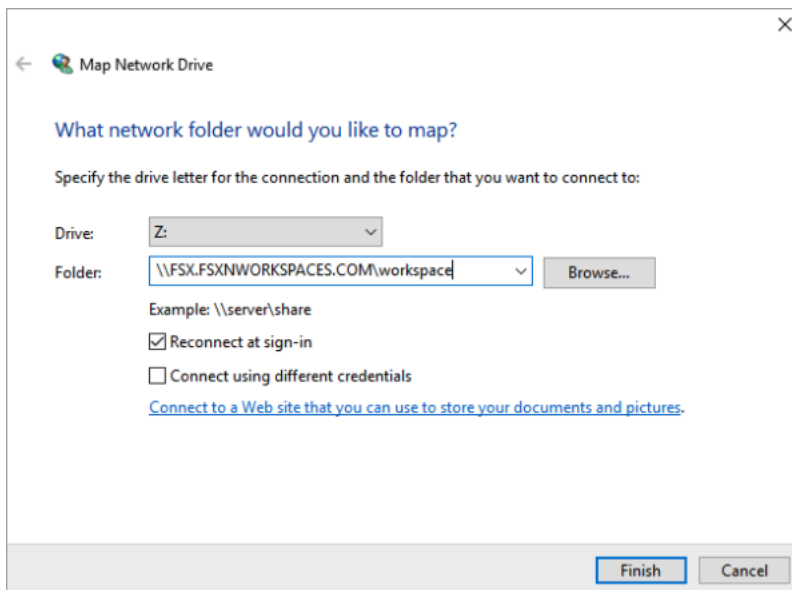 Map Network Drive
What network folder would you like to map?
Specify the drive letter for the connection and the folder that you want to connect to:
Drive: Z:
Folder: \\FSX.FSXNWORKSPACES.COM\workspace Browse...
Example: \\server\share
Reconnect at sign-in
Connect using different credentials
Connect to a Web site that you can use to store your documents and pictures.
Finish Cancel